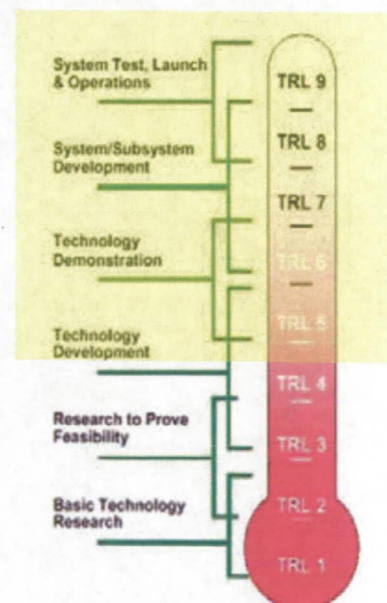 System Test, Launch
& Operations
System/Subsystem
Development
Technology
Demonstration
Technology
Development
Research to Prove
Feasibility
Basic Technology
Research
TRL 9
TRL 8
TRL 7
TRL 6
TRL 5
TRL 4
TRL 3
TRL 2
TRL 1